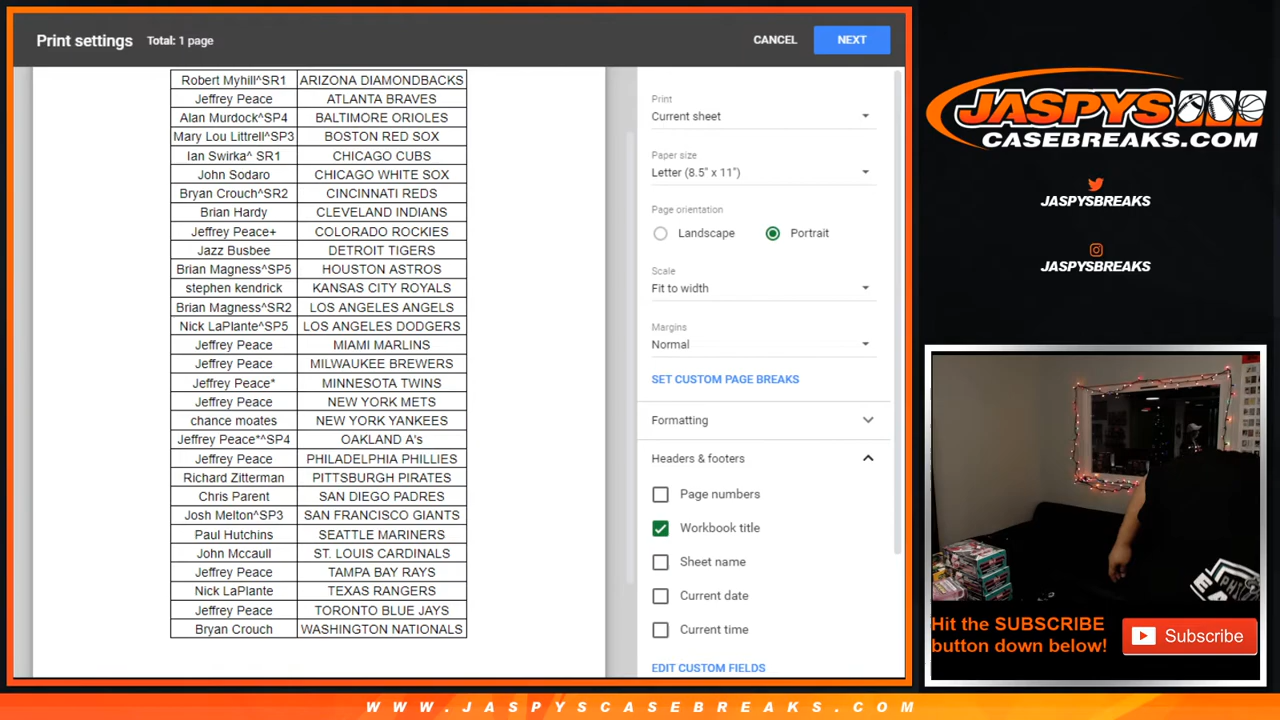 Print settings Total: 1 page CANCEL NEXT
Robert Myhill^SR1 ARIZONA DIAMONDBACKS
Jeffrey Peace ATLANTA BRAVES
Alan Murdock^SP4 BALTIMORE ORIOLES
Mary Lou Littrell^SP3 BOSTON RED SOX
Ian Swirka^ SR1 CHICAGO CUBS
John Sodaro CHICAGO WHITE SOX
Bryan Crouch^SR2 CINCINNATI REDS
Brian Hardy CLEVELAND INDIANS
Jeffrey Peace+ COLORADO ROCKIES
Jazz Busbee DETROIT TIGERS
Brian Magness^SP5 HOUSTON ASTROS
stephen kendrick KANSAS CITY ROYALS
Brian Magness^SR2 LOS ANGELES ANGELS
Nick LaPlante^SP5 LOS ANGELES DODGERS
Jeffrey Peace MIAMI MARLINS
Jeffrey Peace MILWAUKEE BREWERS
Jeffrey Peace* MINNESOTA TWINS
Jeffrey Peace NEW YORK METS
chance moates NEW YORK YANKEES
Jeffrey Peace*^SP4 OAKLAND A's
Jeffrey Peace PHILADELPHIA PHILLIES
Richard Zitterman PITTSBURGH PIRATES
Chris Parent SAN DIEGO PADRES
Josh Melton^SP3 SAN FRANCISCO GIANTS
Paul Hutchins SEATTLE MARINERS
John Mccaull ST. LOUIS CARDINALS
Jeffrey Peace TAMPA BAY RAYS
Nick LaPlante TEXAS RANGERS
Jeffrey Peace TORONTO BLUE JAYS
Bryan Crouch WASHINGTON NATIONALS
Print
Current sheet
Paper size
Letter (8.5" x 11")
Page orientation
Landscape Portrait
Scale
Fit to width
Margins
Normal
SET CUSTOM PAGE BREAKS
Formatting
Headers & footers
Page numbers
Workbook title
Sheet name
Current date
Current time
EDIT CUSTOM FIELDS
JASPYS
CASEBREAKS.COM
JASPYSBREAKS
JASPYSBREAKS
Hit the SUBSCRIBE
button down below!
Subscribe
WWW.JASPYSCASEBREAKS.COM